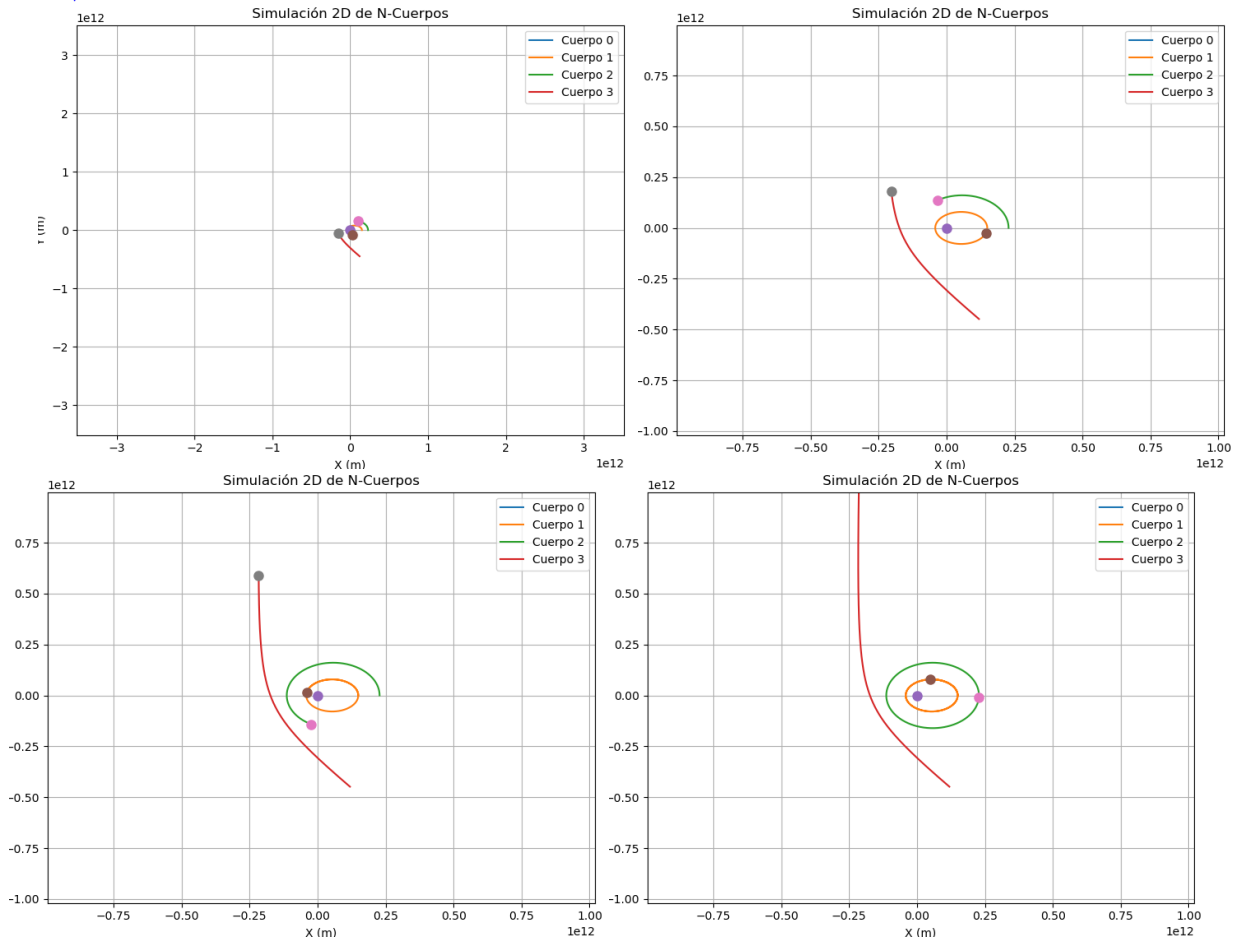 Simulación 2D de N-Cuerpos
1e12
Cuerpo 0
Cuerpo 1
Cuerpo 2
Cuerpo 3
3
2
1
0
−1
−2
−3
Y (m)
−3 −2 −1 0 1 2 3
X (m)
1e12
Simulación 2D de N-Cuerpos
1e12
Cuerpo 0
Cuerpo 1
Cuerpo 2
Cuerpo 3
0.75
0.50
0.25
0.00
−0.25
−0.50
−0.75
−1.00
−0.75 −0.50 −0.25 0.00 0.25 0.50 0.75 1.00
X (m)
1e12
Simulación 2D de N-Cuerpos
1e12
Cuerpo 0
Cuerpo 1
Cuerpo 2
Cuerpo 3
0.75
0.50
0.25
0.00
−0.25
−0.50
−0.75
−1.00
−0.75 −0.50 −0.25 0.00 0.25 0.50 0.75 1.00
X (m)
1e12
Simulación 2D de N-Cuerpos
1e12
Cuerpo 0
Cuerpo 1
Cuerpo 2
Cuerpo 3
0.75
0.50
0.25
0.00
−0.25
−0.50
−0.75
−1.00
−0.75 −0.50 −0.25 0.00 0.25 0.50 0.75 1.00
X (m)
1e12